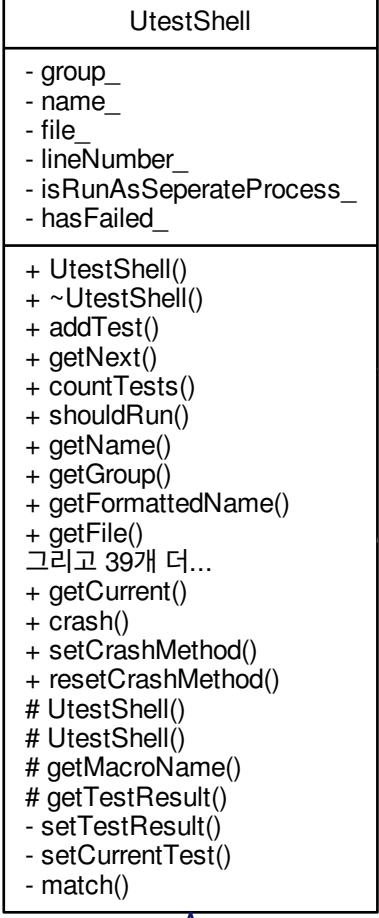 UtestShell
- group_
- name_
- file_
- lineNumber_
- isRunAsSeperateProcess_
- hasFailed_
+ UtestShell()
+ ~UtestShell()
+ addTest()
+ getNext()
+ countTests()
+ shouldRun()
+ getName()
+ getGroup()
+ getFormattedName()
+ getFile()
그리고 39개 더...
+ getCurrent()
+ crash()
+ setCrashMethod()
+ resetCrashMethod()
# UtestShell()
# UtestShell()
# getMacroName()
# getTestResult()
- setTestResult()
- setCurrentTest()
- match()